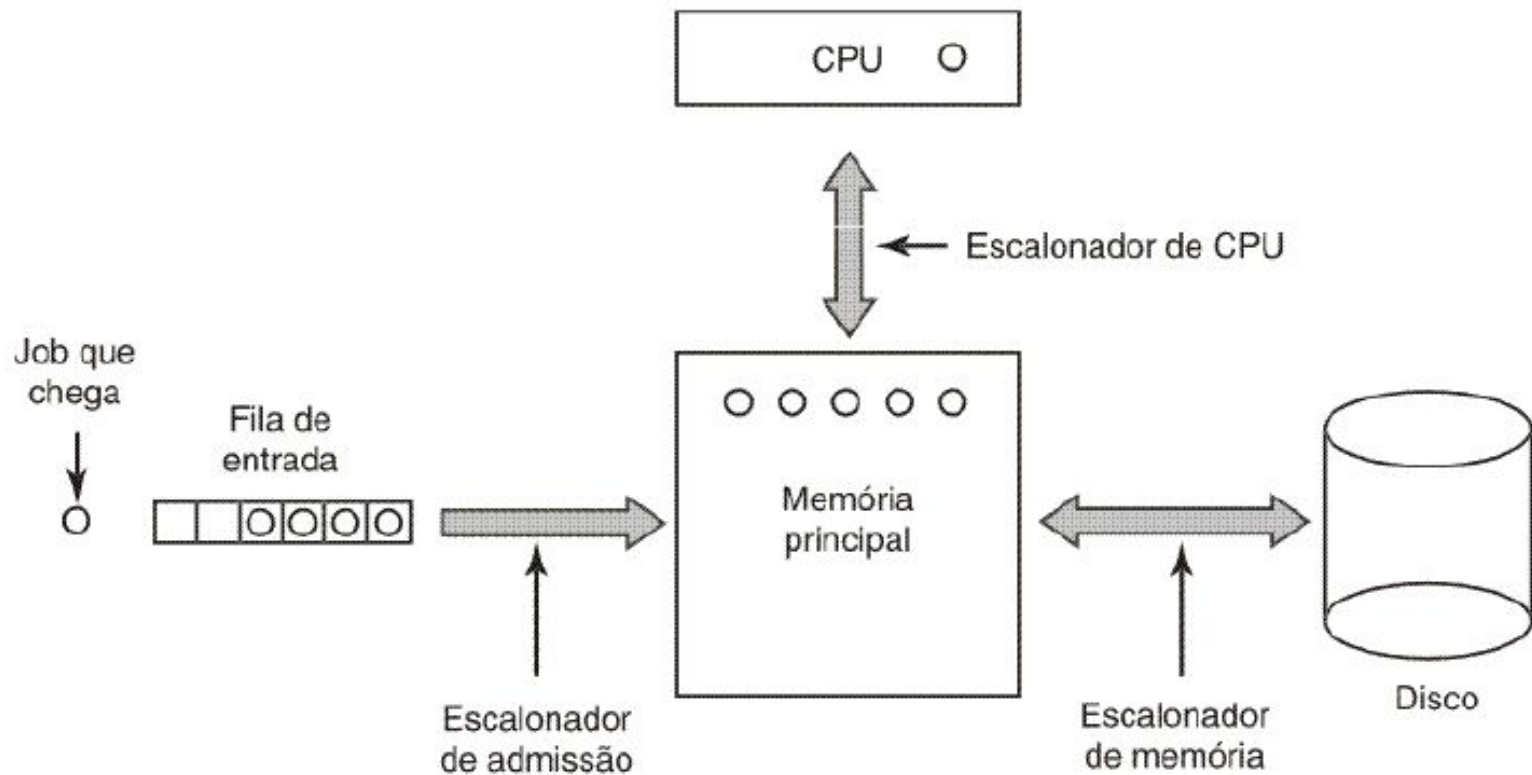 CPU
Escalonador de CPU
Job que
chega
Fila de
entrada
Memória
principal
Escalonador
de admissão
Escalonador
de memória
Disco